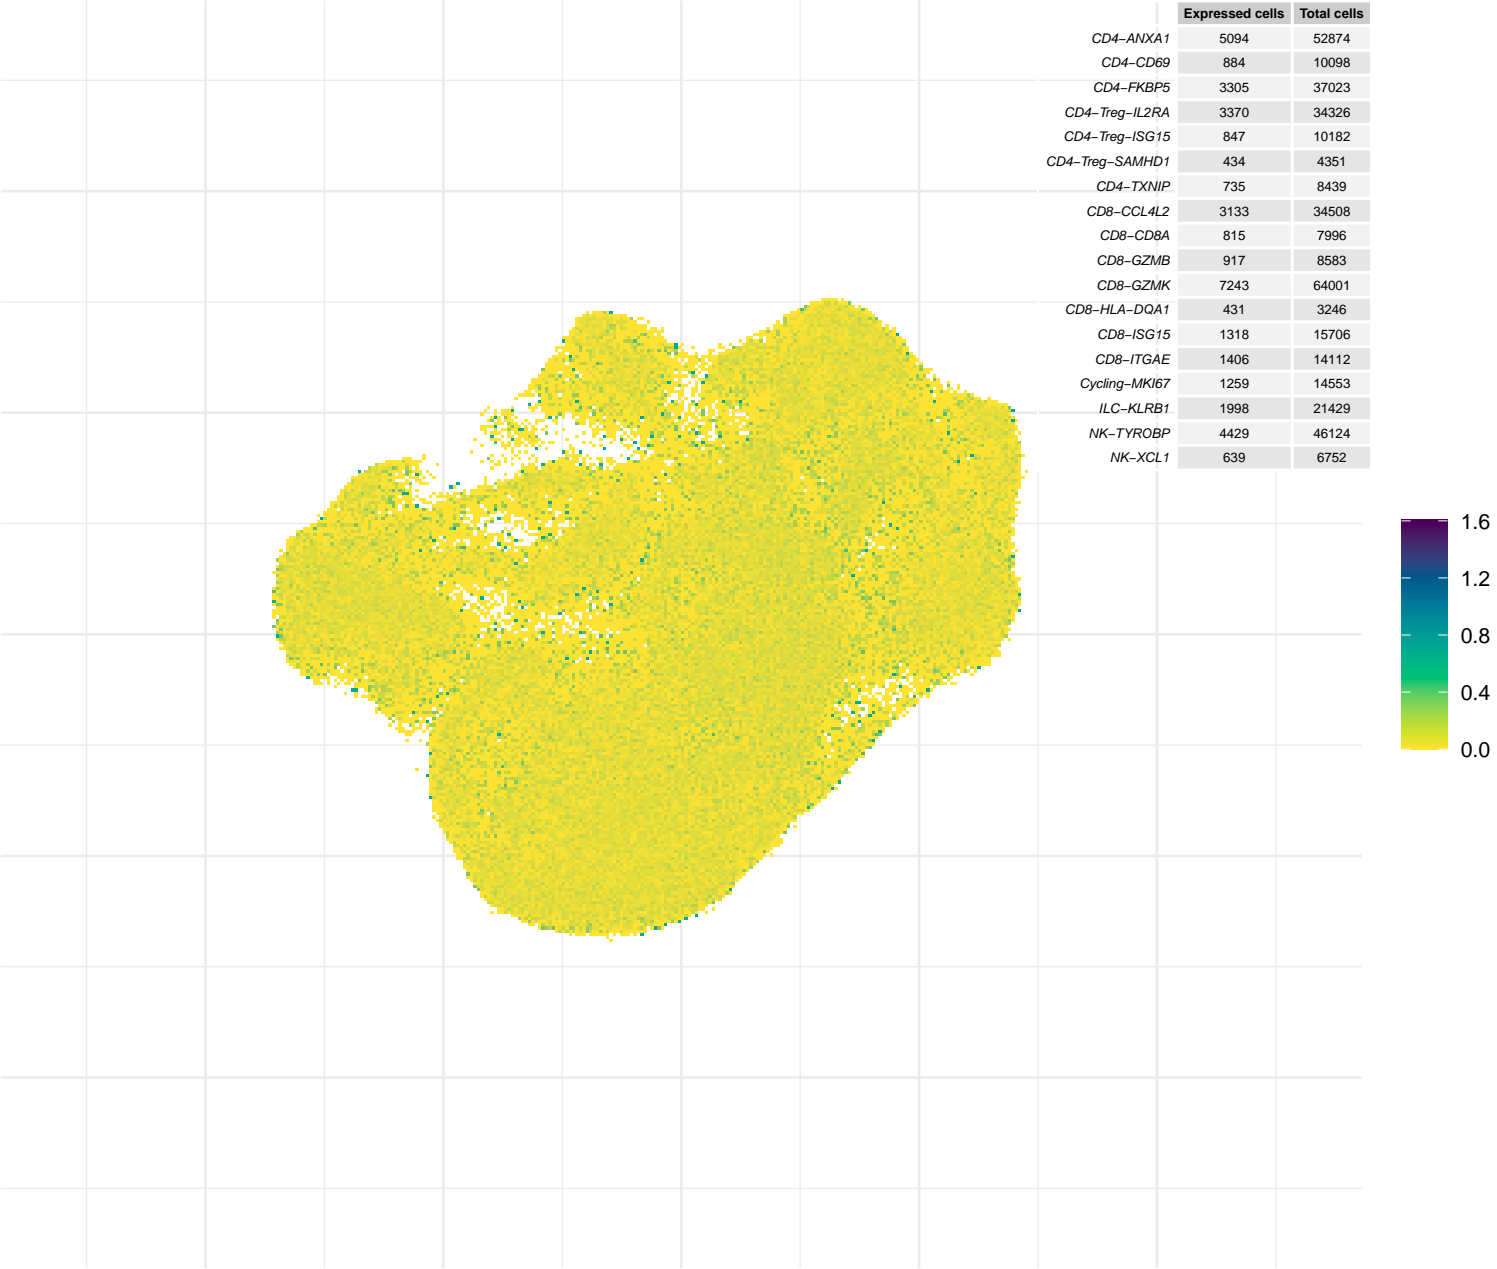 Expressed cells Total cells
CD4−ANXA1 5094 52874
CD4−CD69 884 10098
CD4−FKBP5 3305 37023
CD4−Treg−IL2RA 3370 34326
CD4−Treg−ISG15 847 10182
CD4−Treg−SAMHD1 434 4351
CD4−TXNIP 735 8439
CD8−CCL4L2 3133 34508
CD8−CD8A 815 7996
CD8−GZMB 917 8583
CD8−GZMK 7243 64001
CD8−HLA−DQA1 431 3246
CD8−ISG15 1318 15706
CD8−ITGAE 1406 14112
Cycling−MKI67 1259 14553
ILC−KLRB1 1998 21429
NK−TYROBP 4429 46124
NK−XCL1 639 6752
1.6
1.2
0.8
0.4
0.0